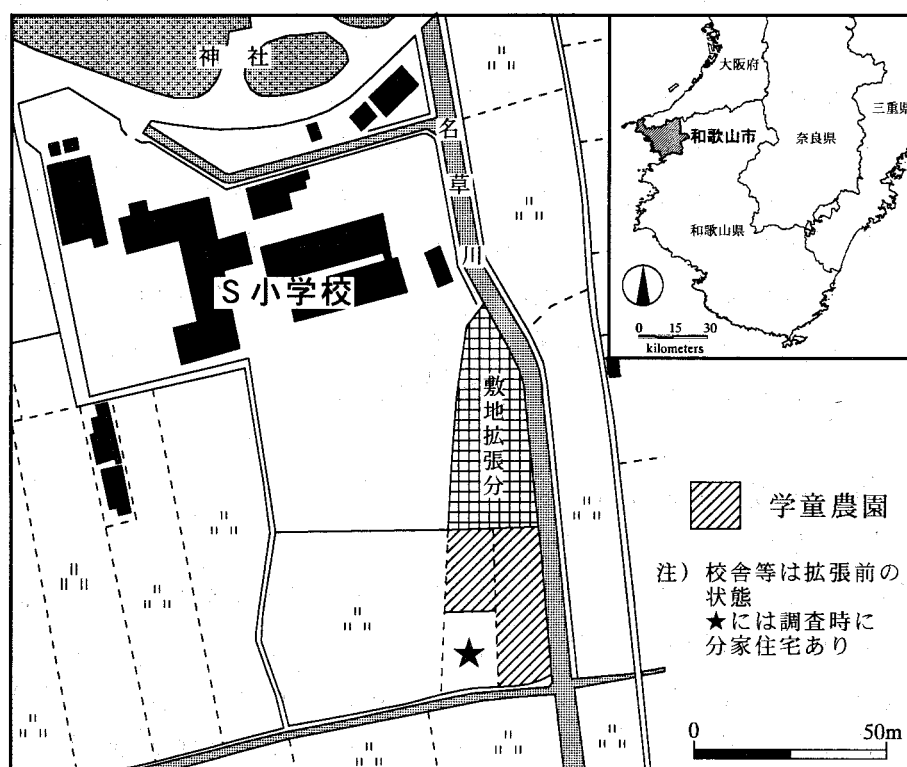 神社
名草川
S小学校
敷地拡張分
大阪府
三重県
奈良県
和歌山市
和歌山県
0 15 30
kilometers
学童農園
注）校舎等は拡張前の
状態
★には調査時に
分家住宅あり
0 50m